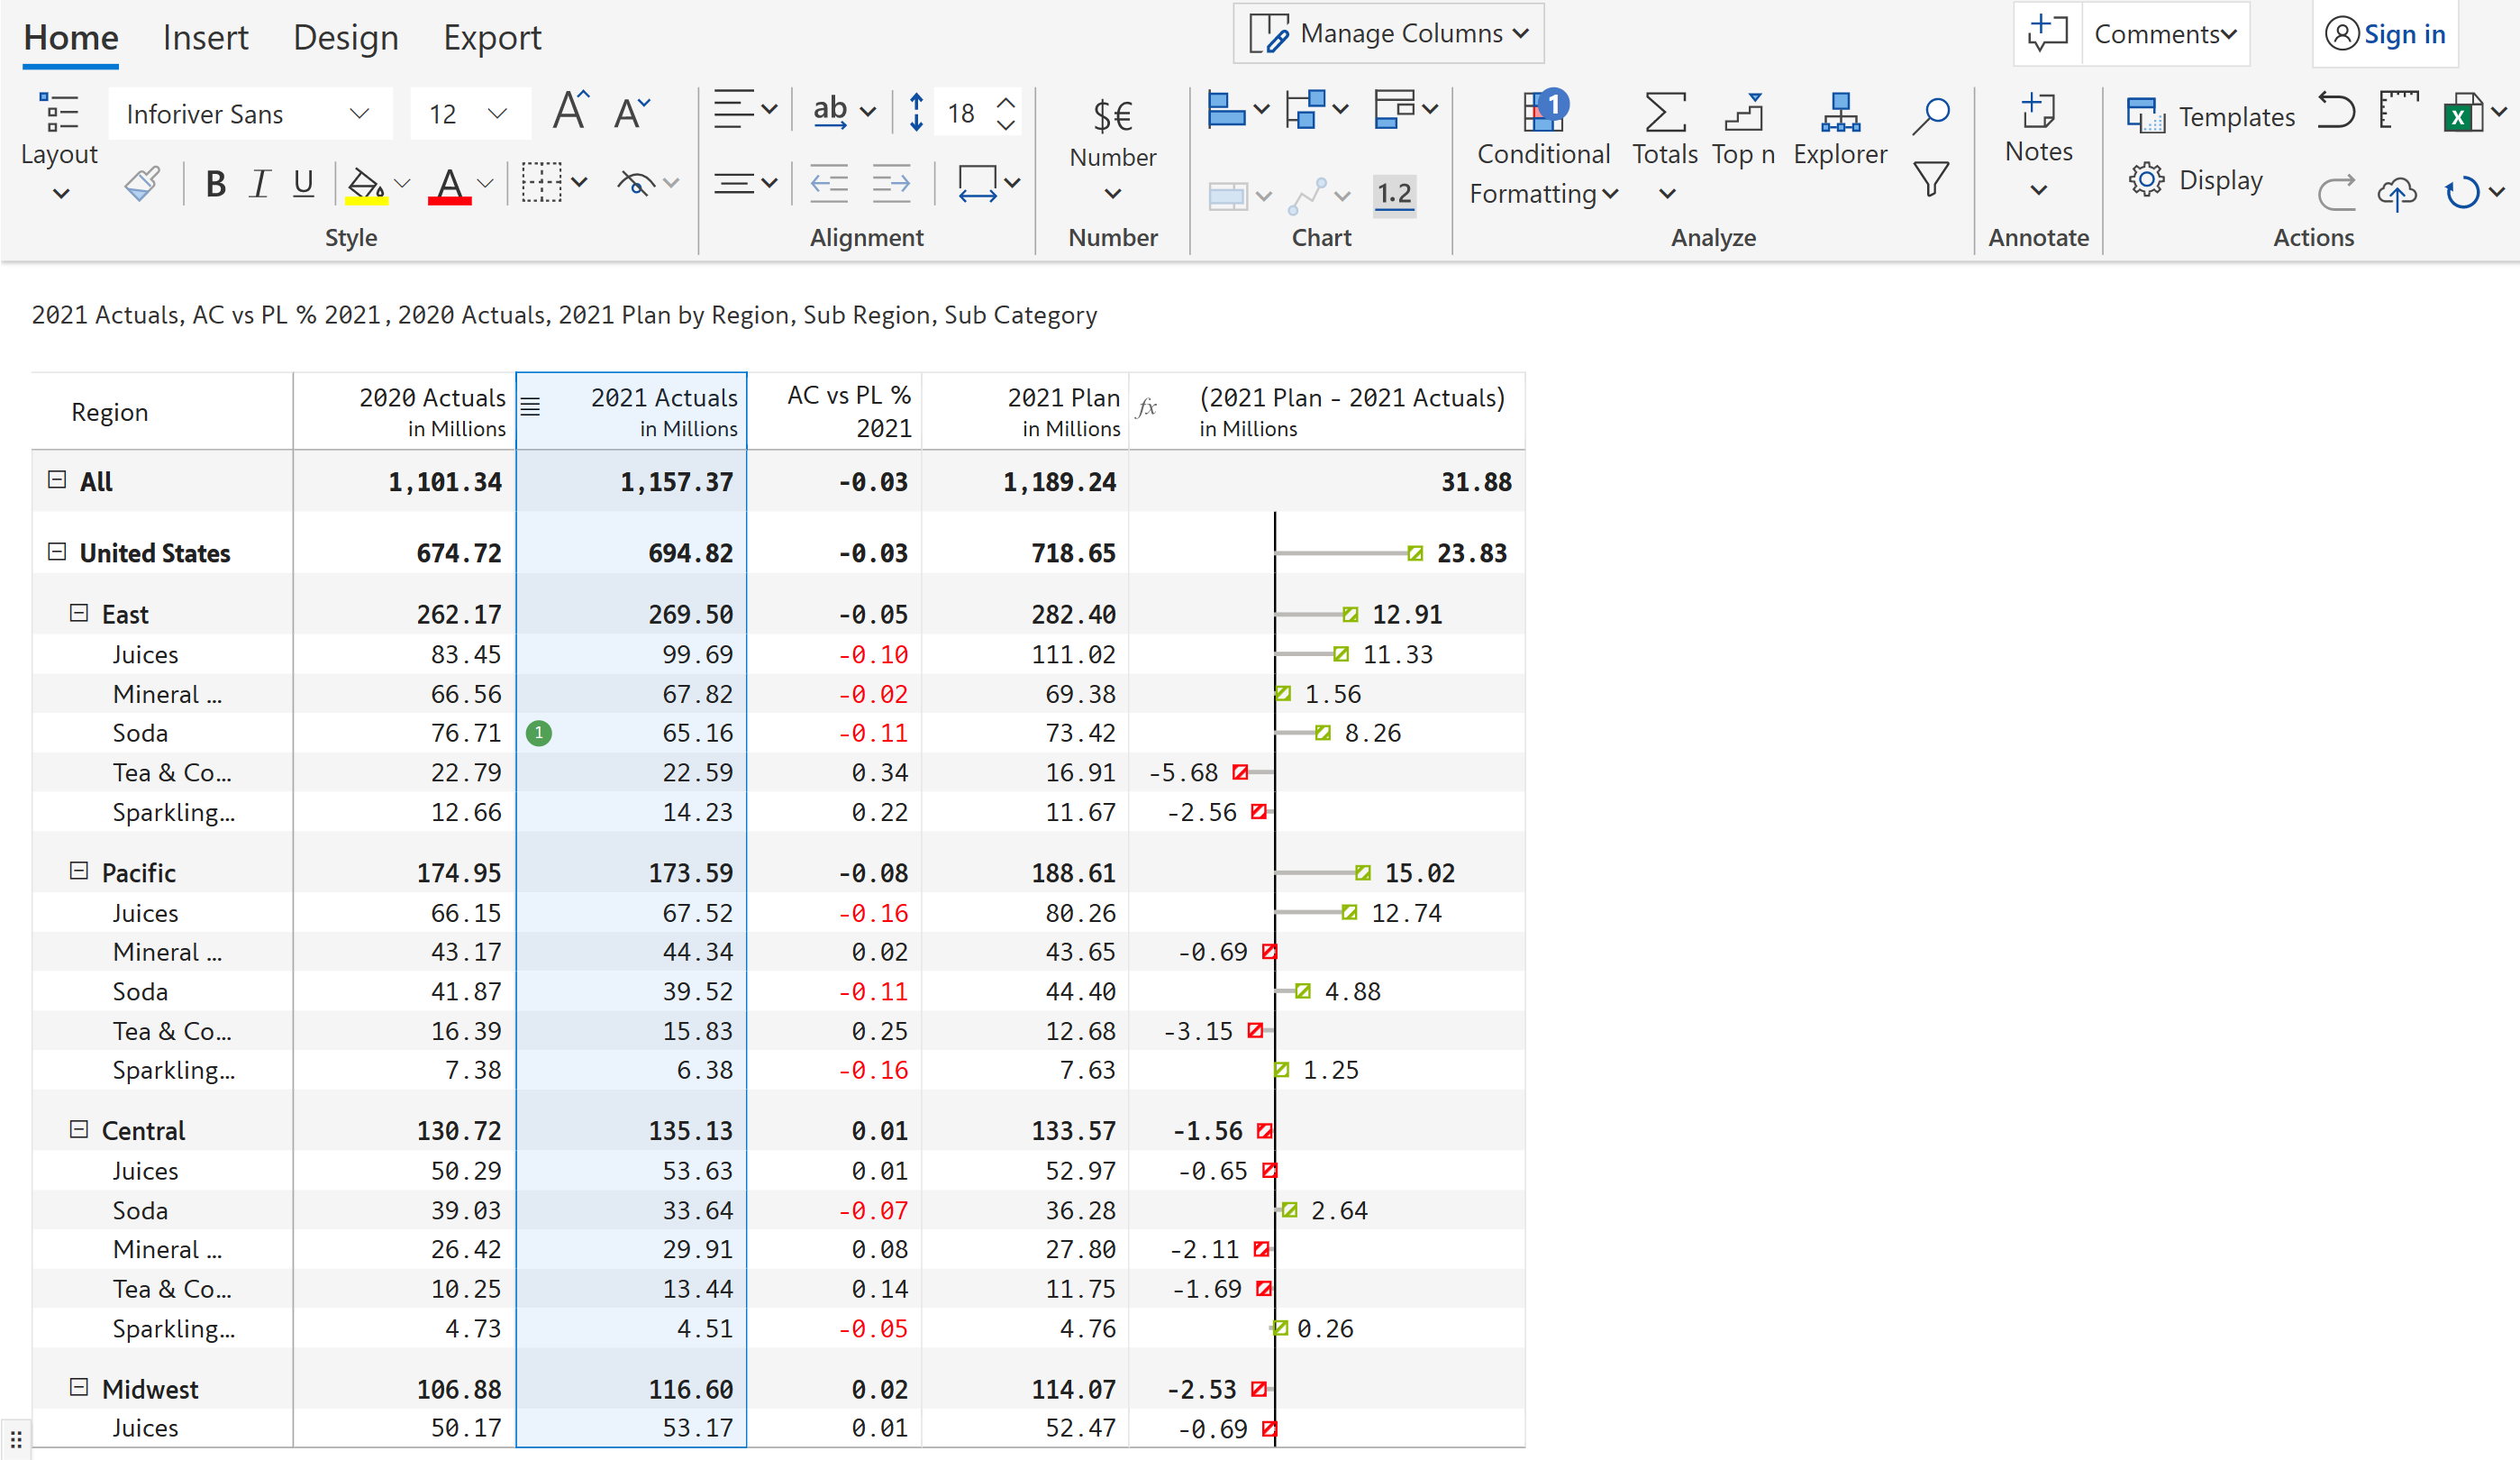 Home Insert Design Export Manage Columns Comments Sign in
Inforiver Sans 12 A A ab 18 $€ 1 Templates
Layout Number Conditional Totals Top n Explorer Notes
B I U A 1.2 Formatting Display
Style Alignment Number Chart Analyze Annotate Actions
2021 Actuals, AC vs PL % 2021, 2020 Actuals, 2021 Plan by Region, Sub Region, Sub Category
Region 2020 Actuals in Millions 2021 Actuals in Millions AC vs PL % 2021 2021 Plan in Millions fx (2021 Plan - 2021 Actuals) in Millions
All 1,101.34 1,157.37 -0.03 1,189.24 31.88
United States 674.72 694.82 -0.03 718.65 23.83
East 262.17 269.50 -0.05 282.40 12.91
Juices 83.45 99.69 -0.10 111.02 11.33
Mineral ... 66.56 67.82 -0.02 69.38 1.56
Soda 76.71 1 65.16 -0.11 73.42 8.26
Tea & Co... 22.79 22.59 0.34 16.91 -5.68
Sparkling... 12.66 14.23 0.22 11.67 -2.56
Pacific 174.95 173.59 -0.08 188.61 15.02
Juices 66.15 67.52 -0.16 80.26 12.74
Mineral ... 43.17 44.34 0.02 43.65 -0.69
Soda 41.87 39.52 -0.11 44.40 4.88
Tea & Co... 16.39 15.83 0.25 12.68 -3.15
Sparkling... 7.38 6.38 -0.16 7.63 1.25
Central 130.72 135.13 0.01 133.57 -1.56
Juices 50.29 53.63 0.01 52.97 -0.65
Soda 39.03 33.64 -0.07 36.28 2.64
Mineral ... 26.42 29.91 0.08 27.80 -2.11
Tea & Co... 10.25 13.44 0.14 11.75 -1.69
Sparkling... 4.73 4.51 -0.05 4.76 0.26
Midwest 106.88 116.60 0.02 114.07 -2.53
Juices 50.17 53.17 0.01 52.47 -0.69